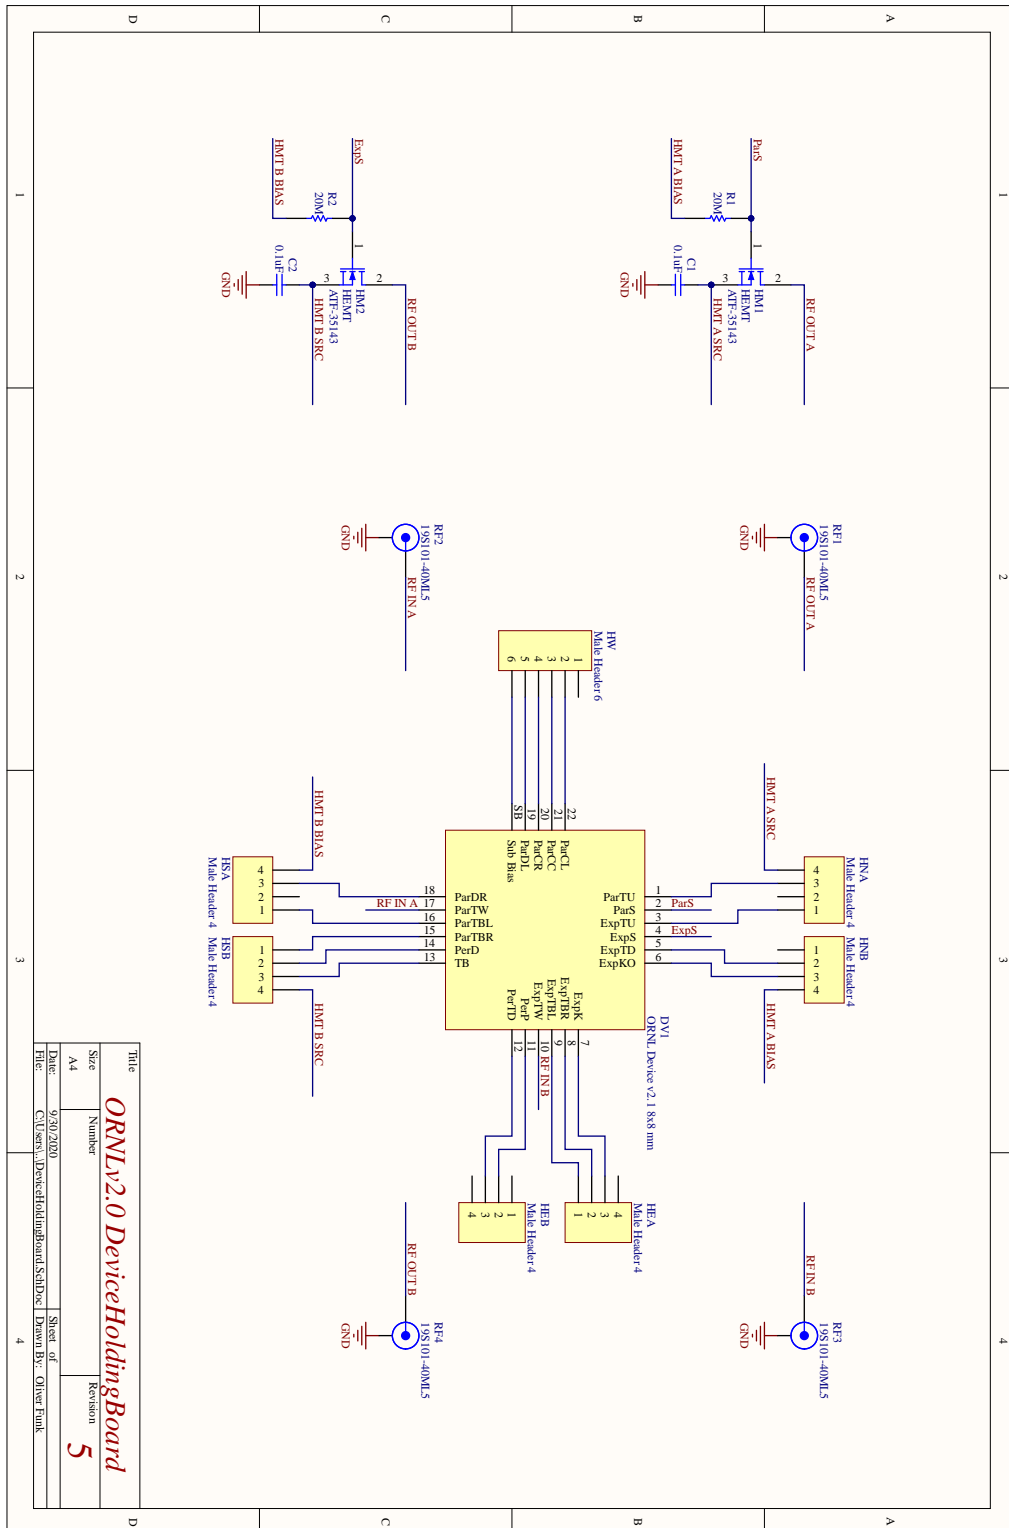 1
2
3
4
A
A
B
B
C
C
D
D
1
2
3
4
ParS
HMT A BIAS
R1
20M
1
2
3
HM1
HEMT
ATF-35143
C1
0.1uF
GND
RF OUT A
HMT A SRC
ExpS
HMT B BIAS
R2
20M
1
2
3
HM2
HEMT
ATF-35143
C2
0.1uF
GND
RF OUT B
HMT B SRC
RF1
19S101-40ML5
RF OUT A
GND
RF2
19S101-40ML5
RF IN A
GND
HW
Male Header 6
1
2
3
4
5
6
HNA
Male Header 4
4
3
2
1
HMT A SRC
HNB
Male Header 4
1
2
3
4
HMT A BIAS
DV1
ORNL Device v2.1 8x8 mm
1 ParTU
2 ParS
ParS
3 ExpTU
4 ExpS
ExpS
5 ExpTD
6 ExpKO
22 ParCL
21 ParCC
20 ParCR
19 ParDL
SB Sub Bias
ExpK 7
ExpTBR 8
ExpTBL 9
ExpTW 10
RF IN B
PerP 11
PerTD 12
18 ParDR
17 ParTW
RF IN A
16 ParTBL
15 ParTBR
14 PerD
13 TB
HSA
Male Header 4
4
3
2
1
HMT B BIAS
HSB
Male Header 4
1
2
3
4
HMT B SRC
HEA
Male Header 4
4
3
2
1
HEB
Male Header 4
1
2
3
4
RF3
19S101-40ML5
RF IN B
GND
RF4
19S101-40ML5
RF OUT B
GND
Title
ORNLv2.0 DeviceHoldingBoard
Size
A4
Number
Revision
5
Date: 9/30/2020
Sheet of
File: C:\Users\..\DeviceHoldingBoard.SchDoc
Drawn By: Oliver Funk